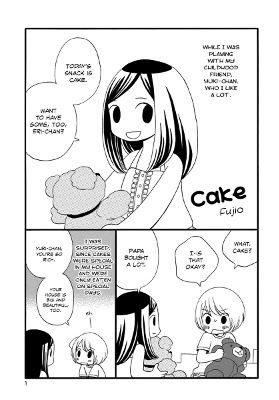 WHILE I WAS
PLAYING
WITH MY
CHILDHOOD
FRIEND,
YUKI-CHAN,
WHO I LIKE
A LOT.
TODAY'S
SNACK IS
CAKE.
WANT TO
HAVE
SOME, TOO,
ERI-CHAN?
Cake
Fujio
WHAT,
CAKE?
I-IS
THAT
OKAY?
PAPA
BOUGHT
A LOT.
I WAS
SURPRISED,
SINCE CAKES
WERE SPECIAL
IN MY HOUSE
AND WERE
ONLY EATEN
ON SPECIAL
DAYS.
YUKI-CHAN,
YOU'RE SO
RICH.
YOUR
HOUSE IS
BIG AND
BEAUTIFUL,
TOO.
eh
1